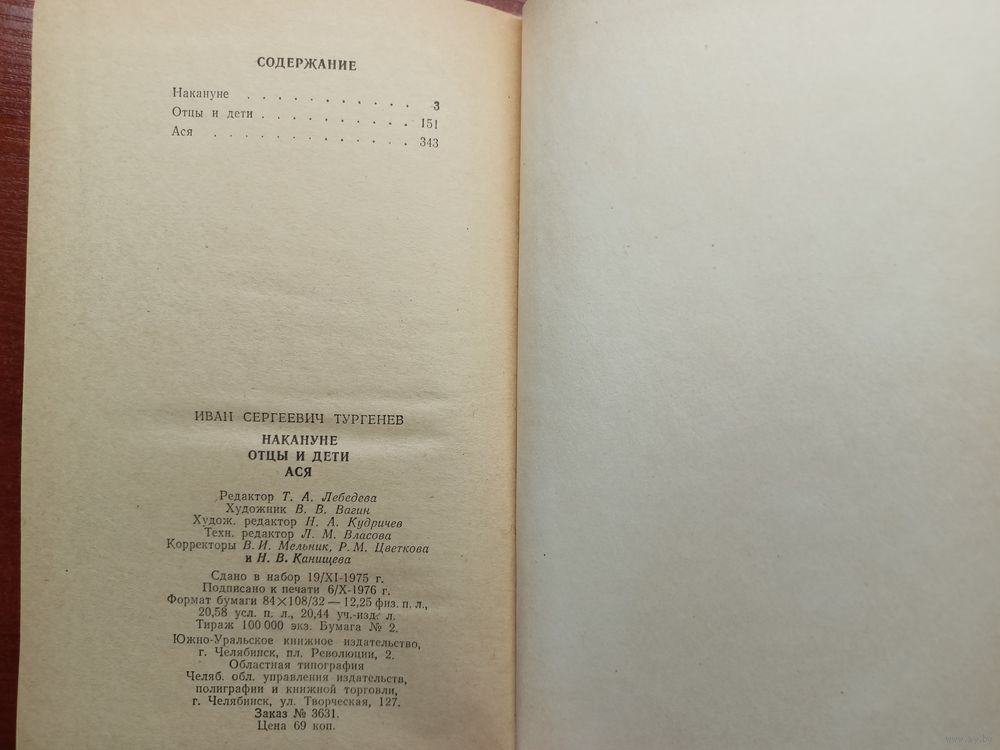 СОДЕРЖАНИЕ
Накануне . . . . . . . . . . . 3
Отцы и дети . . . . . . . . . . 151
Ася . . . . . . . . . . . . . 343
ИВАН СЕРГЕЕВИЧ ТУРГЕНЕВ
НАКАНУНЕ
ОТЦЫ И ДЕТИ
АСЯ
Редактор Т. А. Лебедева
Художник В. В. Вагин
Худож. редактор Н. А. Кудричев
Техн. редактор Л. М. Власова
Корректоры В. И. Мельник, Р. М. Цветкова
и Н. В. Канищева
Сдано в набор 19/XI-1975 г.
Подписано к печати 6/X-1976 г.
Формат бумаги 84×108/32 — 12,25 физ. п. л.,
20,58 усл. п. л., 20,44 уч.-изд. л.
Тираж 100 000 экз. Бумага № 2.
Южно-Уральское книжное издательство,
г. Челябинск, пл. Революции, 2.
Областная типография
Челяб. обл. управления издательств,
полиграфии и книжной торговли,
г. Челябинск, ул. Творческая, 127.
Заказ № 3631.
Цена 69 коп.
www.ay.by